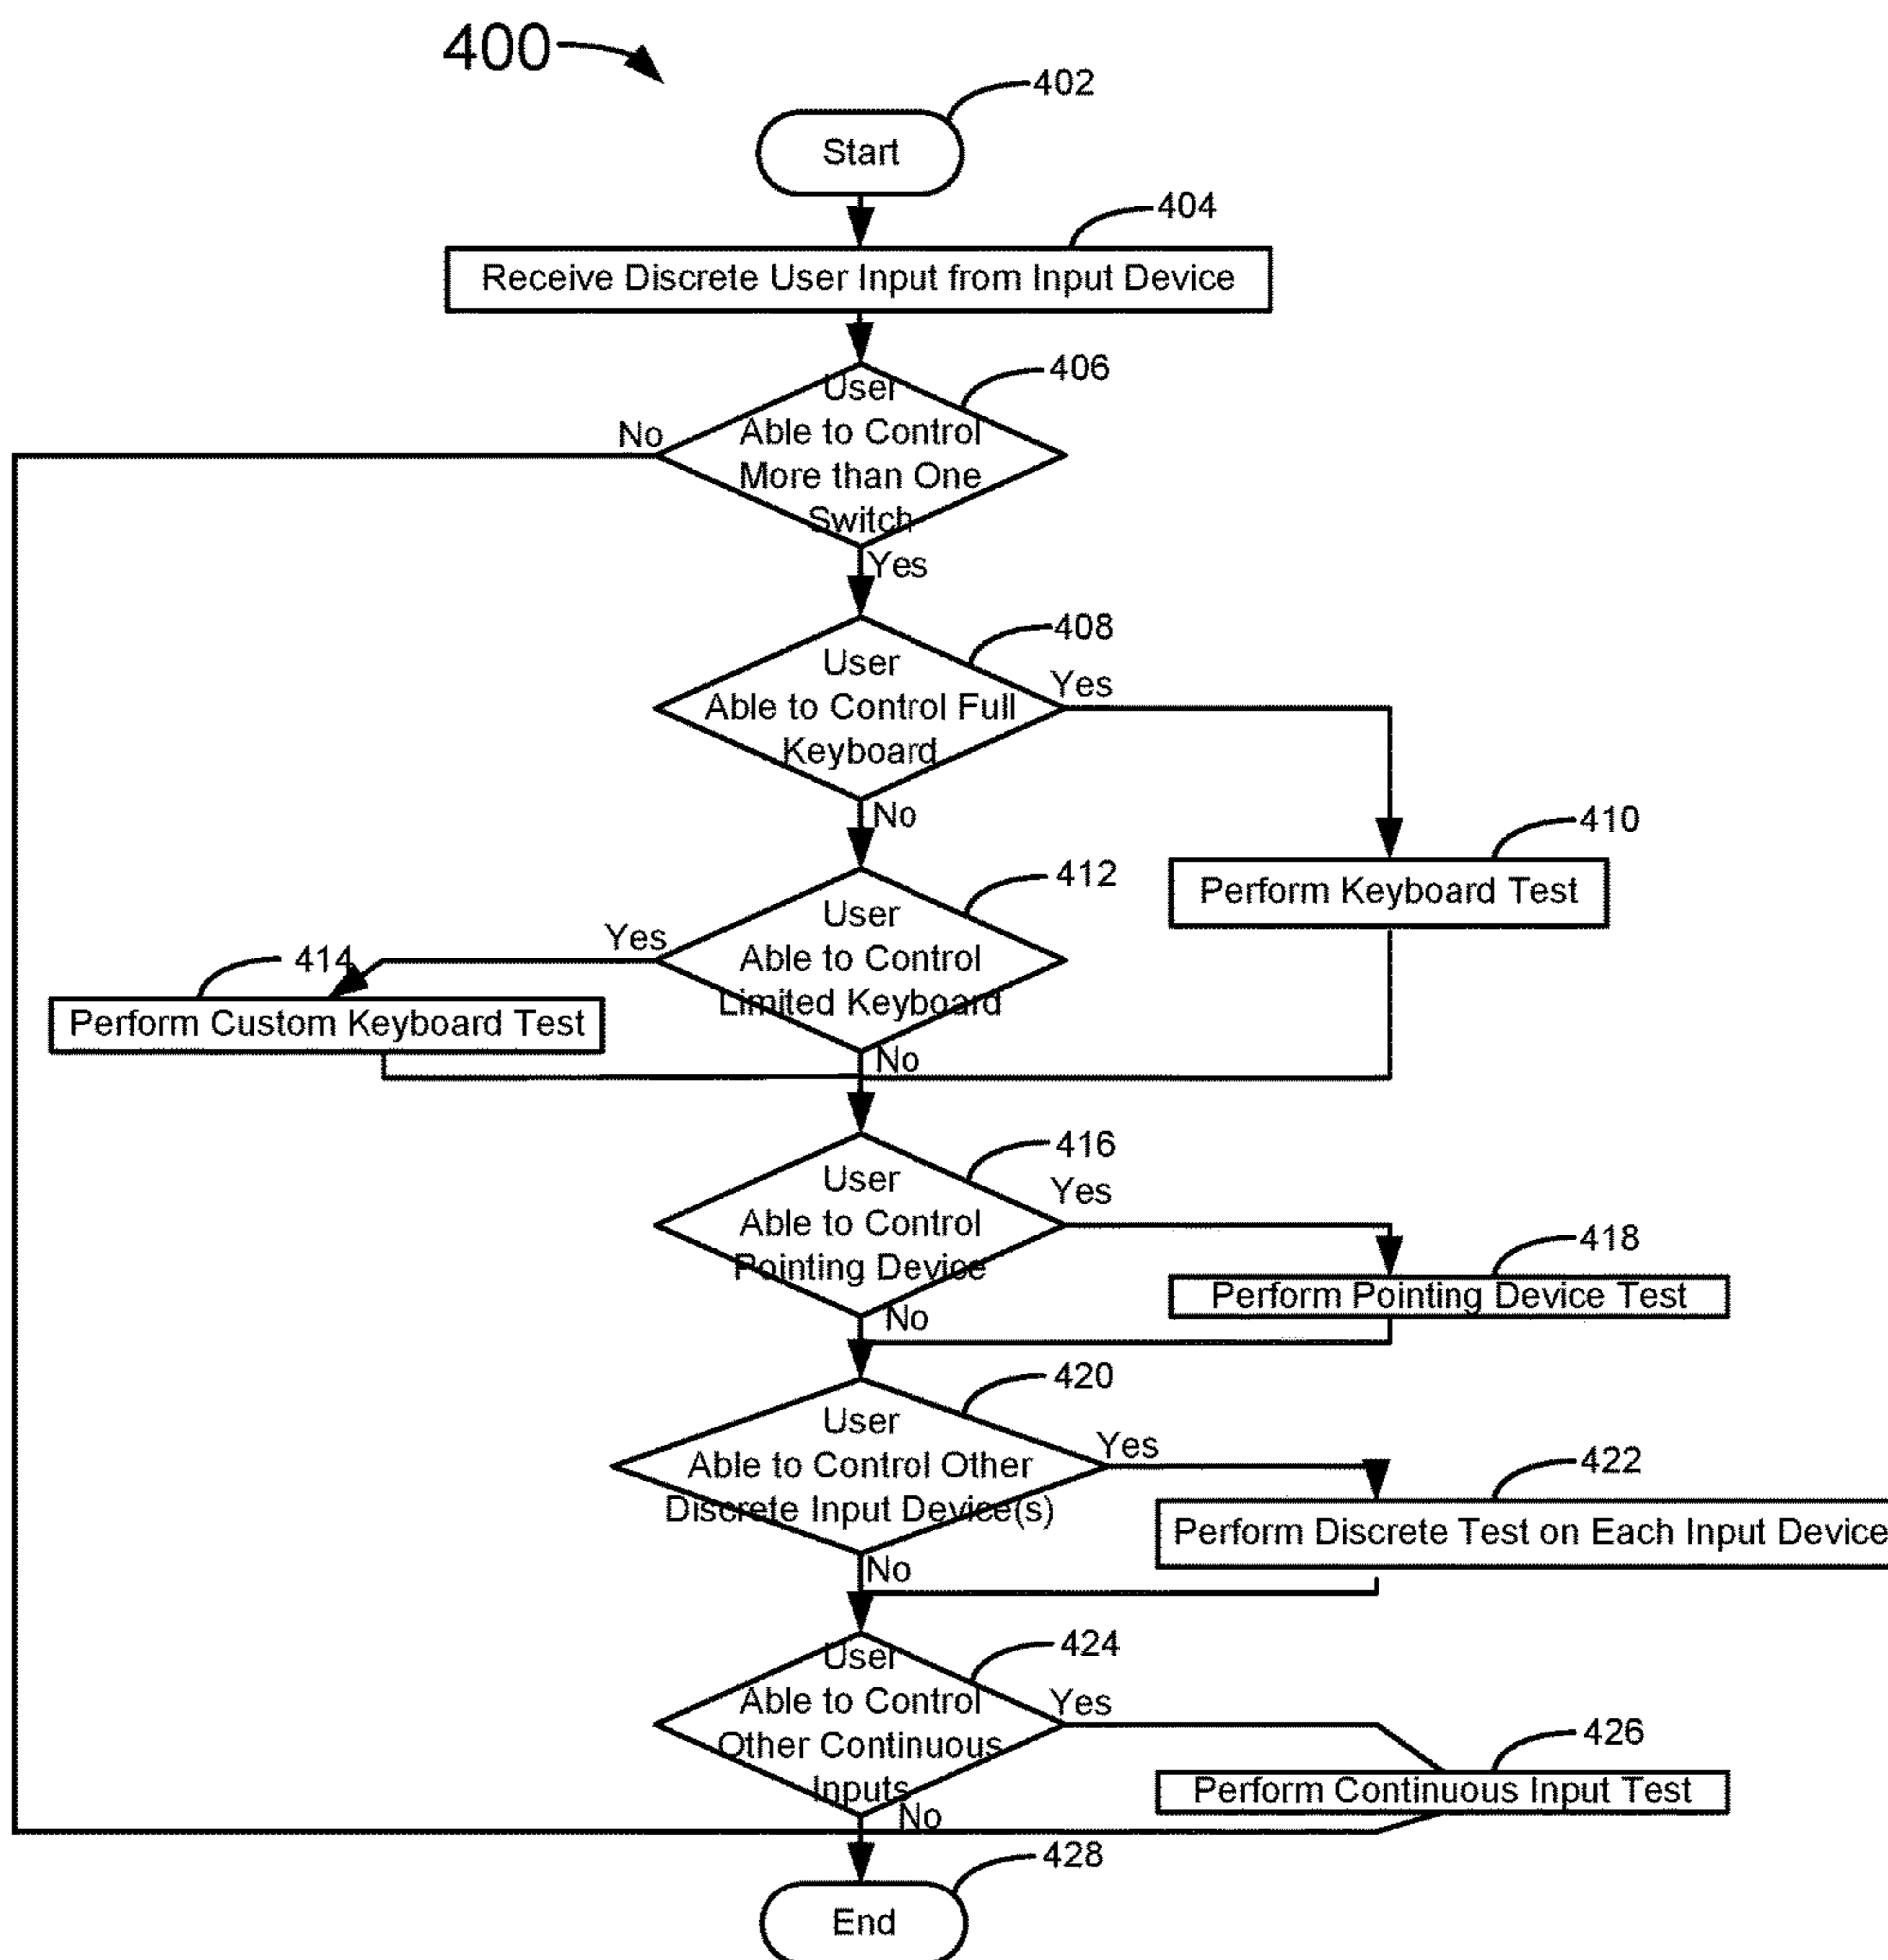 400
402
Start
404
Receive Discrete User Input from Input Device
406
User
Able to Control
More than One
Switch
No
Yes
408
User
Able to Control Full
Keyboard
Yes
No
410
Perform Keyboard Test
412
User
Able to Control
Limited Keyboard
Yes
No
414
Perform Custom Keyboard Test
416
User
Able to Control
Pointing Device
Yes
No
418
Perform Pointing Device Test
420
User
Able to Control Other
Discrete Input Device(s)
Yes
No
422
Perform Discrete Test on Each Input Device
424
User
Able to Control
Other Continuous
Inputs
Yes
No
426
Perform Continuous Input Test
428
End